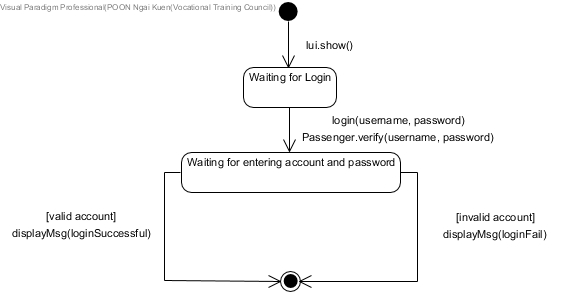 Visual Paradigm Professional(POON Ngai Kuen(Vocational Training Council))
lui.show()
Waiting for Login
login(username, password)
Passenger.verify(username, password)
Waiting for entering account and password
[valid account]
displayMsg(loginSuccessful)
[invalid account]
displayMsg(loginFail)